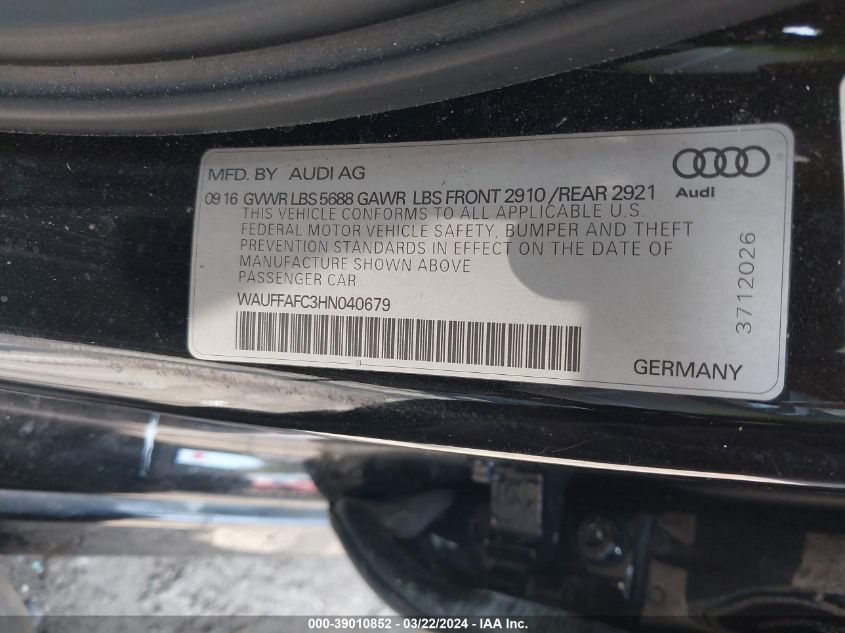 MFD. BY AUDI AG
09 16 GVWR LBS 5688 GAWR LBS FRONT 2910 /REAR 2921
THIS VEHICLE CONFORMS TO ALL APPLICABLE U.S.
FEDERAL MOTOR VEHICLE SAFETY, BUMPER AND THEFT
PREVENTION STANDARDS IN EFFECT ON THE DATE OF
MANUFACTURE SHOWN ABOVE
PASSENGER CAR
WAUFFAFC3HN040679
Audi
3712026
GERMANY
000-39010852 - 03/22/2024 - © IAA Inc.